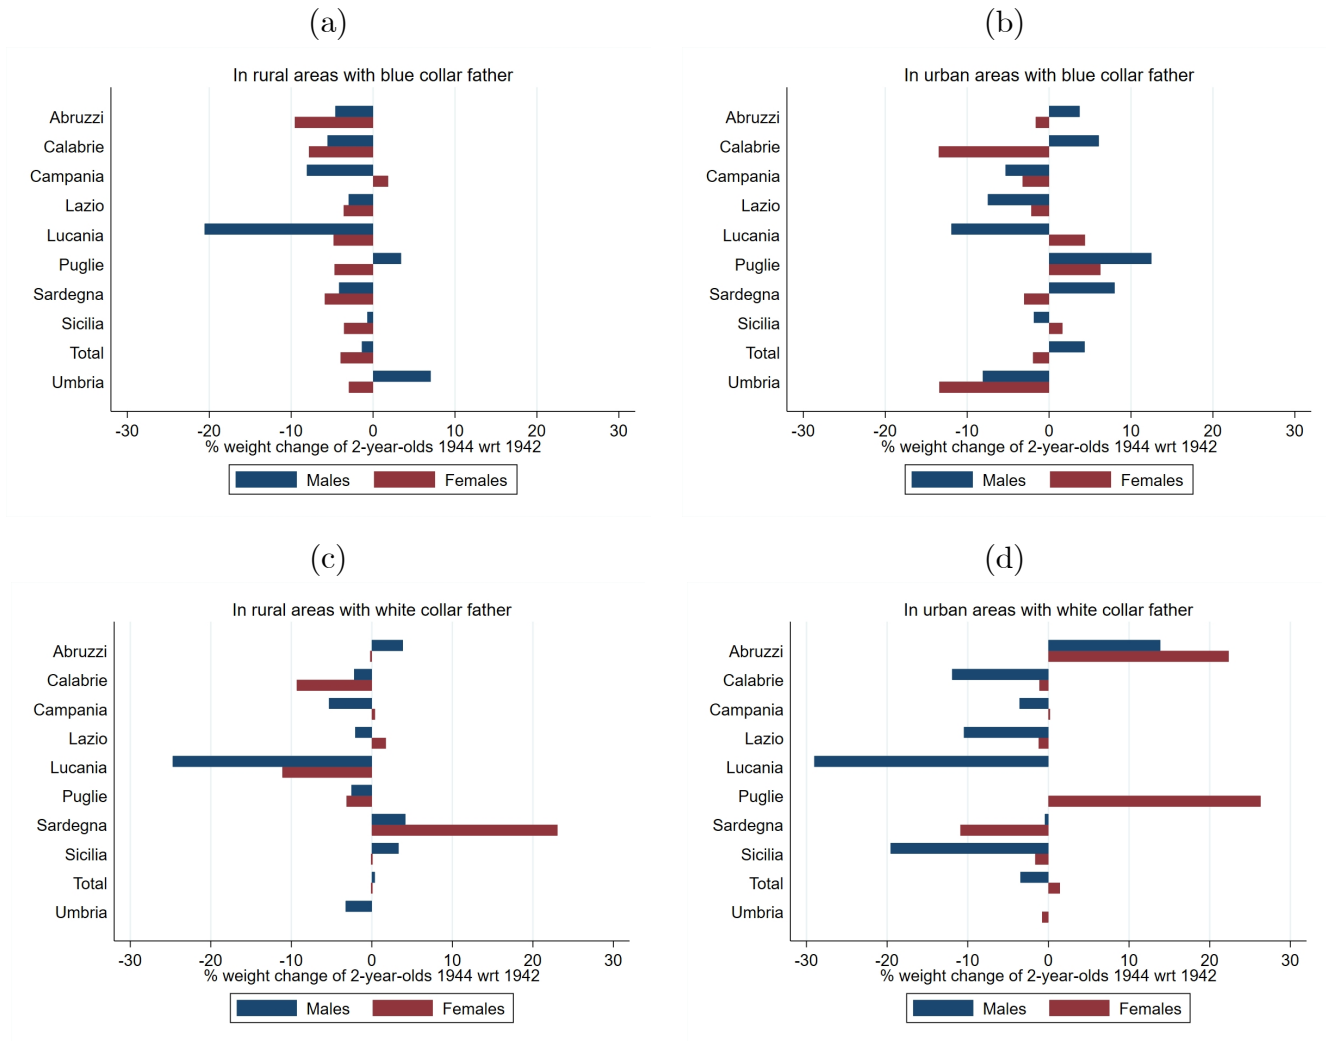 (a)
In rural areas with blue collar father
Abruzzi
Calabrie
Campania
Lazio
Lucania
Puglie
Sardegna
Sicilia
Total
Umbria
-30 -20 -10 0 10 20 30
% weight change of 2-year-olds 1944 wrt 1942
Males Females
(b)
In urban areas with blue collar father
Abruzzi
Calabrie
Campania
Lazio
Lucania
Puglie
Sardegna
Sicilia
Total
Umbria
-30 -20 -10 0 10 20 30
% weight change of 2-year-olds 1944 wrt 1942
Males Females
(c)
In rural areas with white collar father
Abruzzi
Calabrie
Campania
Lazio
Lucania
Puglie
Sardegna
Sicilia
Total
Umbria
-30 -20 -10 0 10 20 30
% weight change of 2-year-olds 1944 wrt 1942
Males Females
(d)
In urban areas with white collar father
Abruzzi
Calabrie
Campania
Lazio
Lucania
Puglie
Sardegna
Sicilia
Total
Umbria
-30 -20 -10 0 10 20 30
% weight change of 2-year-olds 1944 wrt 1942
Males Females